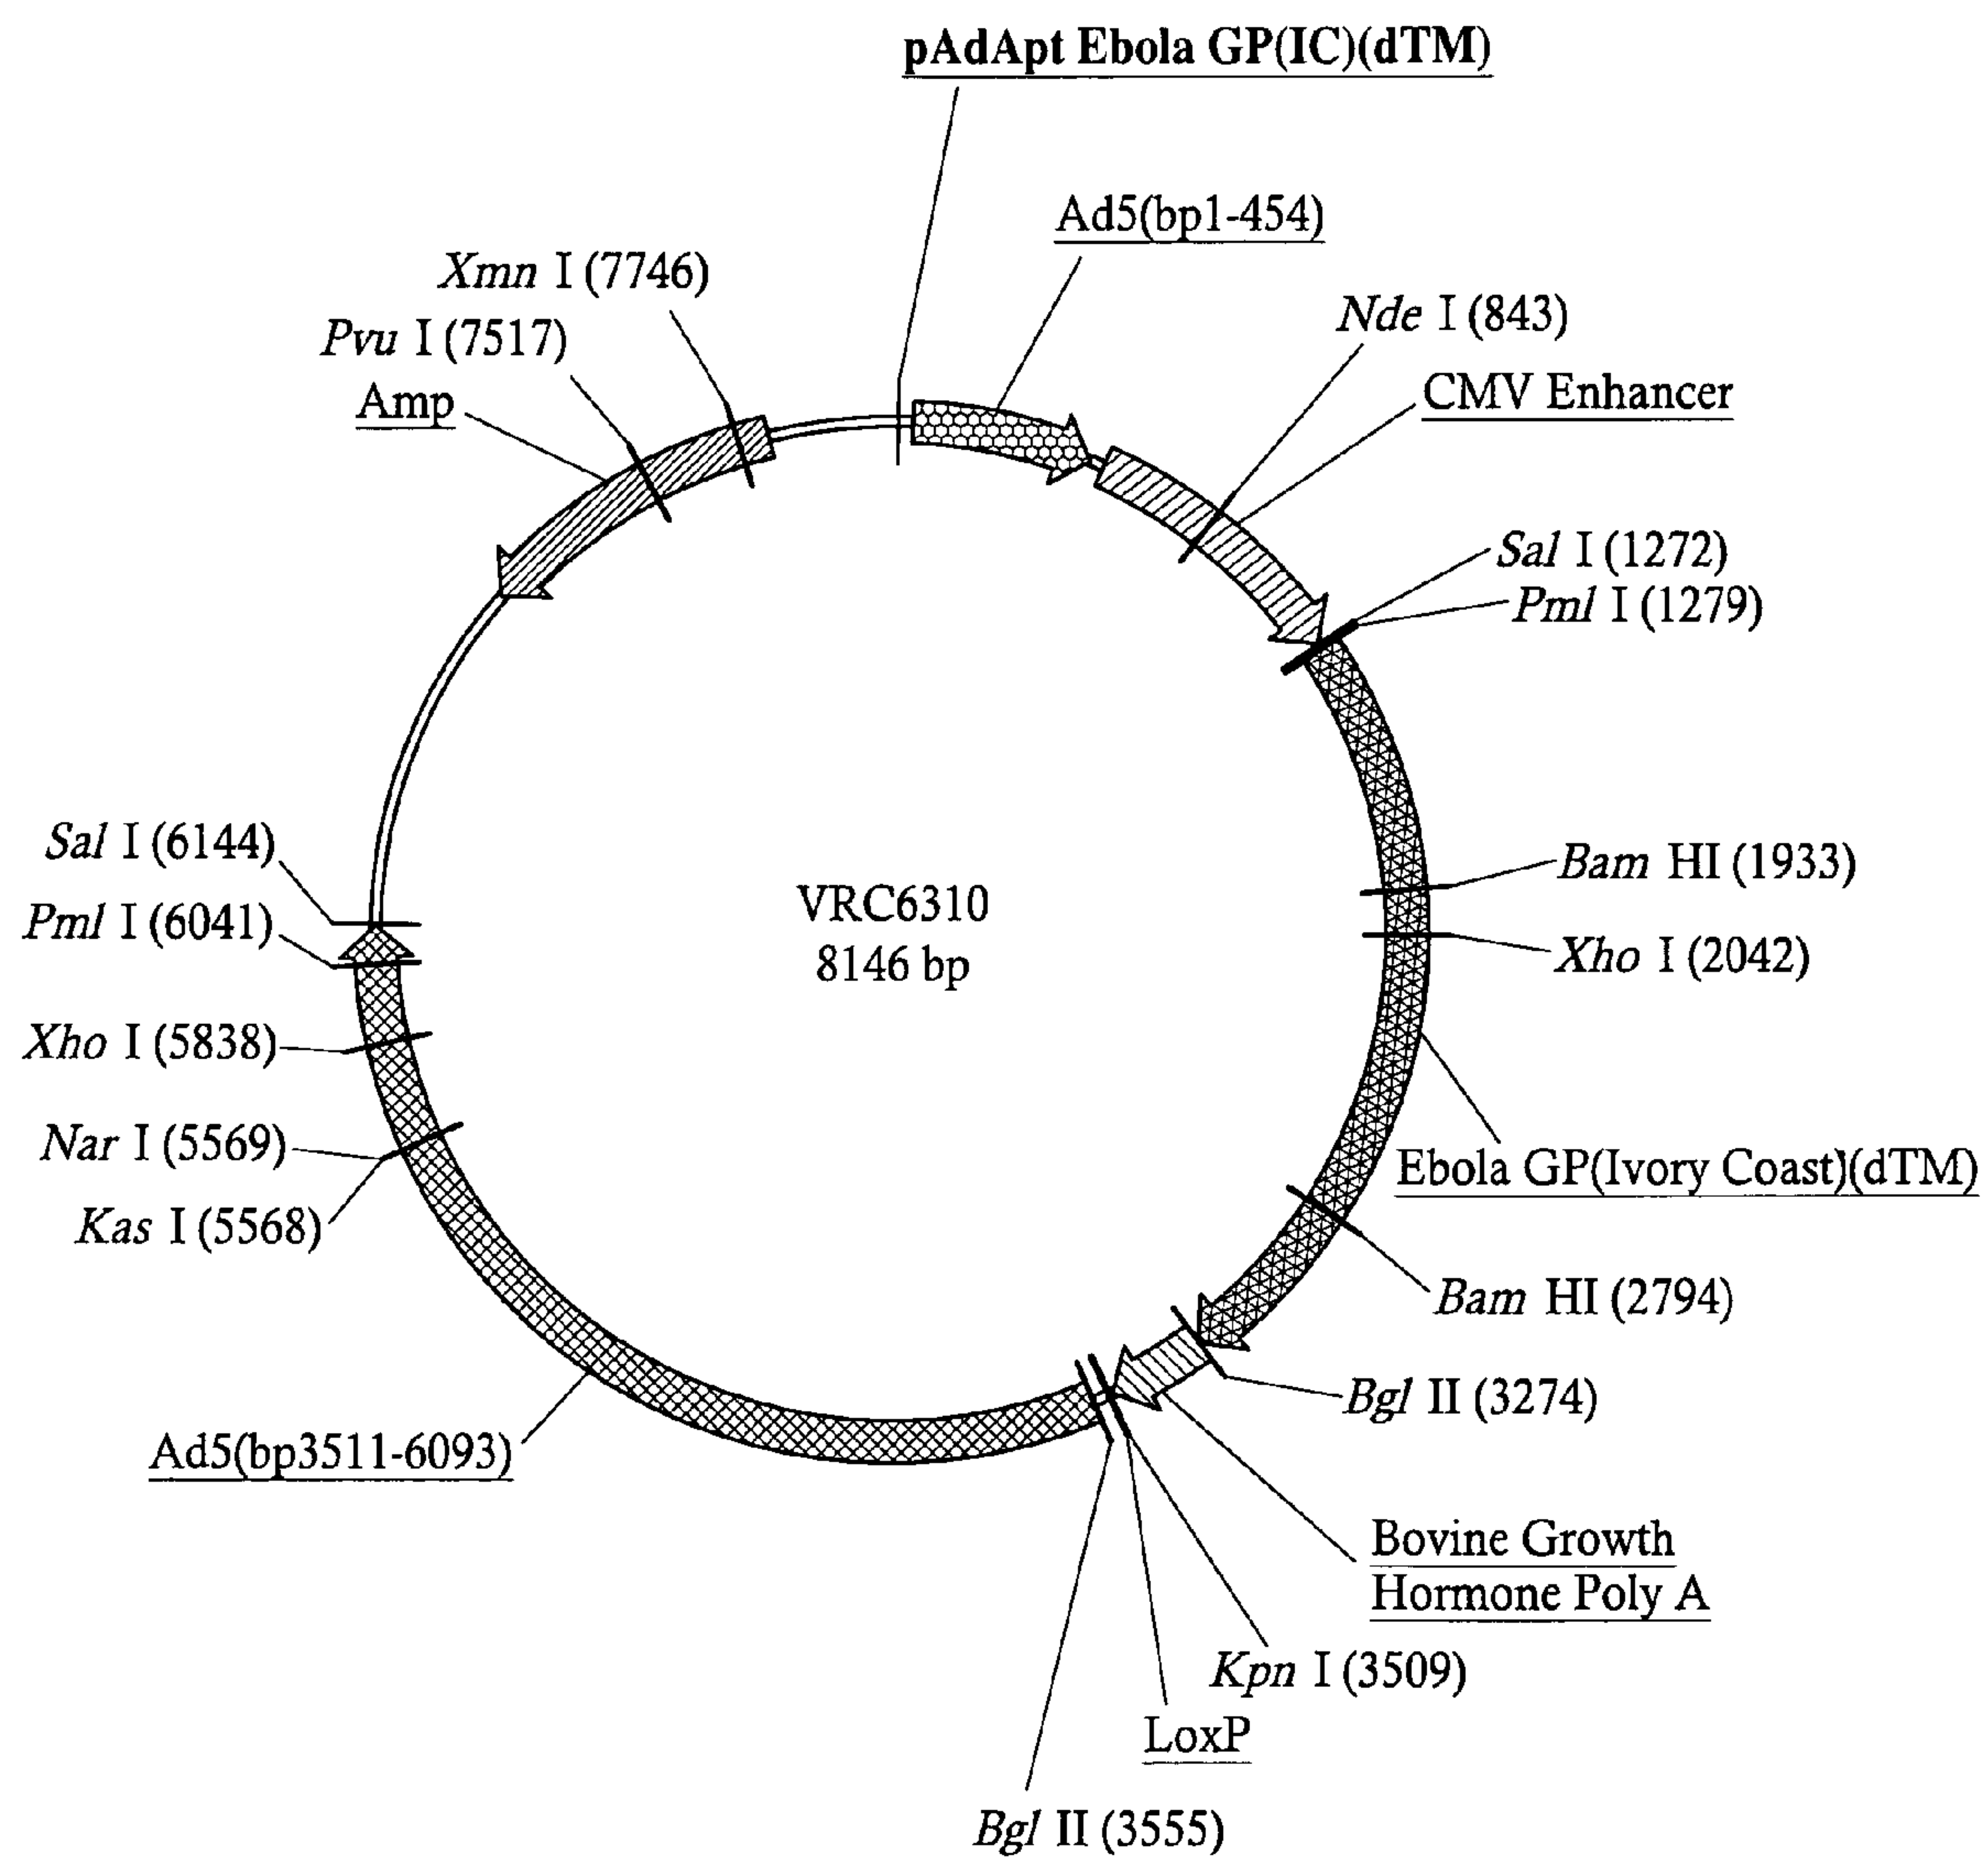 pAdApt Ebola GP(IC)(dTM)
Ad5(bp1-454)
Xmn I (7746)
Pvu I (7517)
Amp
Nde I (843)
CMV Enhancer
Sal I (1272)
Pml I (1279)
Sal I (6144)
Pml I (6041)
VRC6310
8146 bp
Bam HI (1933)
Xho I (2042)
Xho I (5838)
Nar I (5569)
Kas I (5568)
Ebola GP(Ivory Coast)(dTM)
Bam HI (2794)
Bgl II (3274)
Ad5(bp3511-6093)
Bovine Growth
Hormone Poly A
Kpn I (3509)
LoxP
Bgl II (3555)